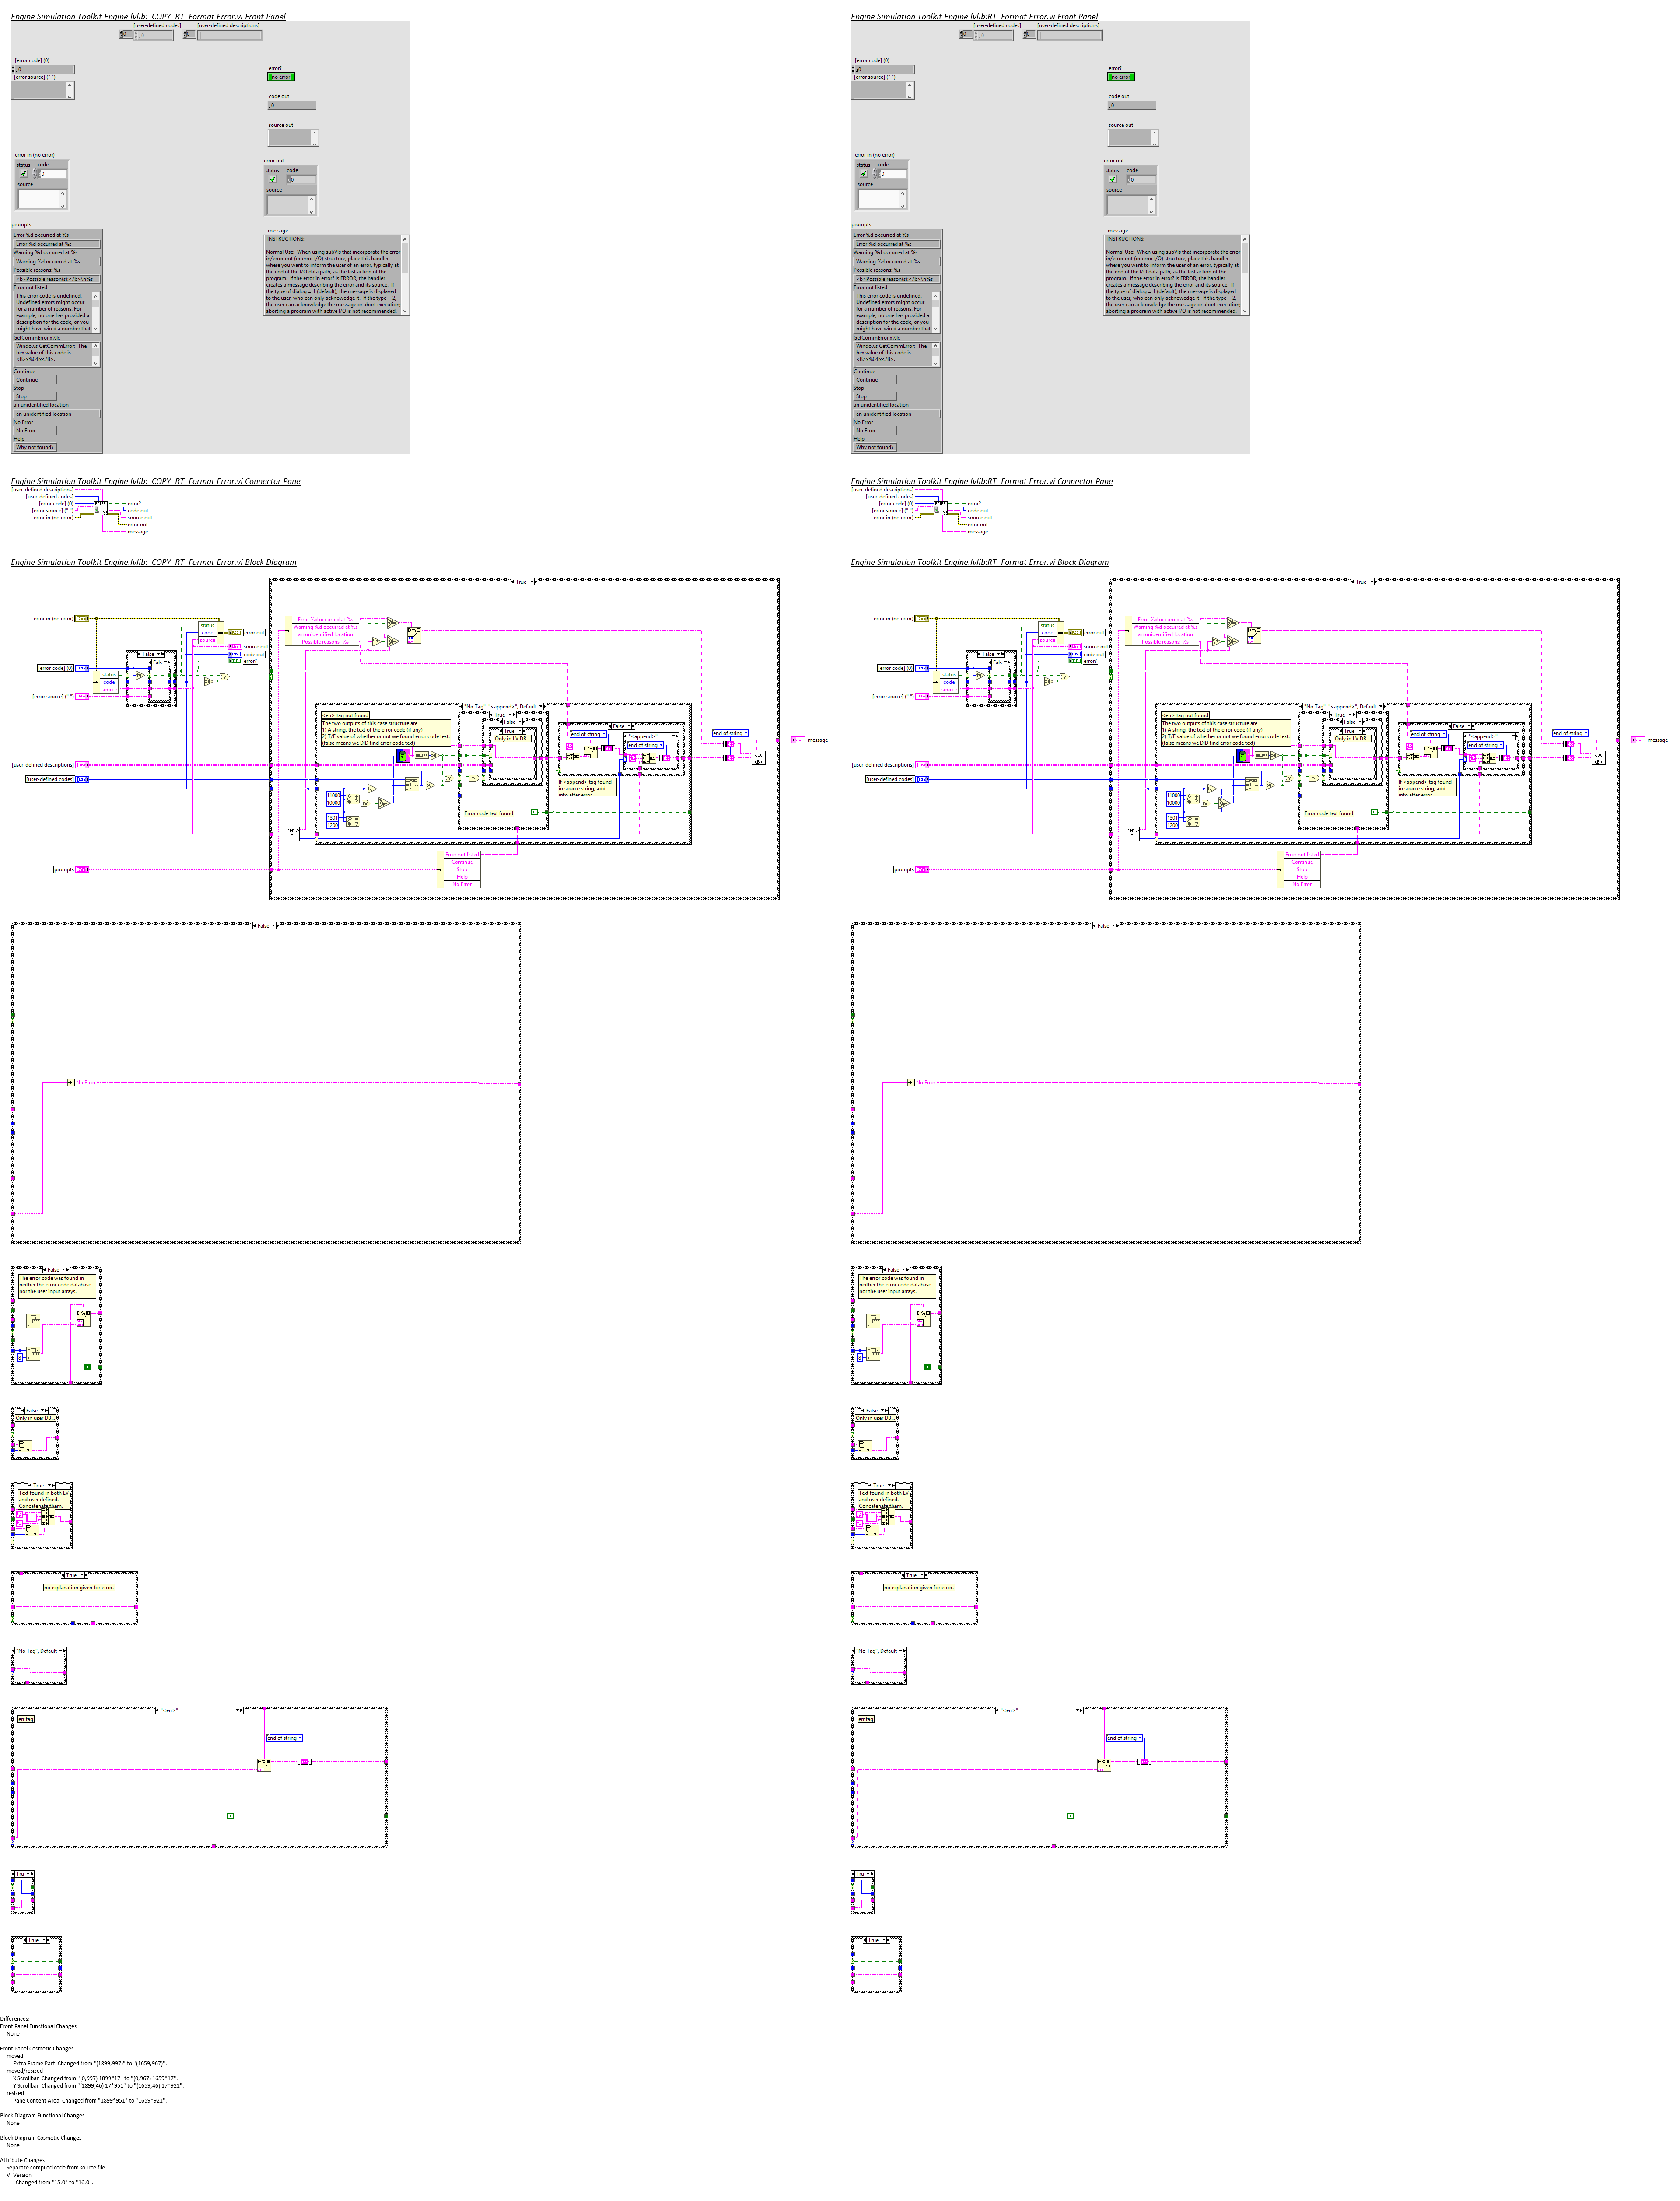 Engine Simulation Toolkit Engine.lvlib:_COPY_RT_Format Error.vi Front Panel
[user-defined codes]
[user-defined descriptions]
[error code] (0)
[error source] (" ")
error?
no error
code out
source out
error in (no error)
status
code
0
source
error out
status
code
0
source
prompts
Error %d occurred at %s
Error %d occurred at %s
Warning %d occurred at %s
Warning %d occurred at %s
Possible reasons: %s
<b>Possible reason(s):</b>\n%s
Error not listed
This error code is undefined.
Undefined errors might occur
for a number of reasons. For
example, no one has provided a
description for the code, or you
might have wired a number that
GetCommError x%lx
Windows GetCommError: The
hex value of this code is
<B>x%04x</B>.
Continue
Continue
Stop
Stop
an unidentified location
an unidentified location
No Error
No Error
Help
Why not found?
message
INSTRUCTIONS:
Normal Use: When using subVIs that incorporate the error
in/error out (or error I/O) structure, place this handler
where you want to inform the user of an error, typically at
the end of the I/O data path, as the last action of the
program. If the error in error? is ERROR, the handler
creates a message describing the error and its source. If
the type of dialog = 1 (default), the message is displayed
to the user, who can only acknowedge it. If the type = 2,
the user can acknowledge the message or abort execution;
aborting a program with active I/O is not recommended.
Engine Simulation Toolkit Engine.lvlib:RT_Format Error.vi Front Panel
[user-defined codes]
[user-defined descriptions]
[error code] (0)
[error source] (" ")
error?
no error
code out
source out
error in (no error)
status
code
0
source
error out
status
code
0
source
prompts
Error %d occurred at %s
Error %d occurred at %s
Warning %d occurred at %s
Warning %d occurred at %s
Possible reasons: %s
<b>Possible reason(s):</b>\n%s
Error not listed
This error code is undefined.
Undefined errors might occur
for a number of reasons. For
example, no one has provided a
description for the code, or you
might have wired a number that
GetCommError x%lx
Windows GetCommError: The
hex value of this code is
<B>x%04x</B>.
Continue
Continue
Stop
Stop
an unidentified location
an unidentified location
No Error
No Error
Help
Why not found?
message
INSTRUCTIONS:
Normal Use: When using subVIs that incorporate the error
in/error out (or error I/O) structure, place this handler
where you want to inform the user of an error, typically at
the end of the I/O data path, as the last action of the
program. If the error in error? is ERROR, the handler
creates a message describing the error and its source. If
the type of dialog = 1 (default), the message is displayed
to the user, who can only acknowedge it. If the type = 2,
the user can acknowledge the message or abort execution;
aborting a program with active I/O is not recommended.
Engine Simulation Toolkit Engine.lvlib:_COPY_RT_Format Error.vi Connector Pane
[user-defined descriptions]
[user-defined codes]
[error code] (0)
[error source] (" ")
error in (no error)
error?
code out
source out
error out
message
Engine Simulation Toolkit Engine.lvlib:RT_Format Error.vi Connector Pane
[user-defined descriptions]
[user-defined codes]
[error code] (0)
[error source] (" ")
error in (no error)
error?
code out
source out
error out
message
Engine Simulation Toolkit Engine.lvlib:_COPY_RT_Format Error.vi Block Diagram
True
error in (no error)
status
code
source
error out
source out
code out
error?
[error code] (0)
False
Fals
status
code
source
[error source] (" ")
Error %d occurred at %s
Warning %d occurred at %s
an unidentified location
Possible reasons: %s
"No Tag", "<append>", Default
<err> tag not found
The two outputs of this case structure are
1) A string, the text of the error code (if any)
2) T/F value of whether or not we found error code text.
(false means we DID find error code text)
True
False
True
Only in LV DB...
False
end of string
"<append>"
end of string
If <append> tag found
in source string, add
info after error
Error code text found
end of string
message
[user-defined descriptions]
[user-defined codes]
11000
10000
1301
1200
<err>
?
prompts
Error not listed
Continue
Stop
Help
No Error
Engine Simulation Toolkit Engine.lvlib:RT_Format Error.vi Block Diagram
True
error in (no error)
status
code
source
error out
source out
code out
error?
[error code] (0)
False
Fals
status
code
source
[error source] (" ")
Error %d occurred at %s
Warning %d occurred at %s
an unidentified location
Possible reasons: %s
"No Tag", "<append>", Default
<err> tag not found
The two outputs of this case structure are
1) A string, the text of the error code (if any)
2) T/F value of whether or not we found error code text.
(false means we DID find error code text)
True
False
True
Only in LV DB...
False
end of string
"<append>"
end of string
If <append> tag found
in source string, add
info after error
Error code text found
end of string
message
[user-defined descriptions]
[user-defined codes]
11000
10000
1301
1200
<err>
?
prompts
Error not listed
Continue
Stop
Help
No Error
False
No Error
False
No Error
False
The error code was found in
neither the error code database
nor the user input arrays.
False
The error code was found in
neither the error code database
nor the user input arrays.
False
Only in user DB...
False
Only in user DB...
True
Text found in both LV
and user defined.
Concatenate them.
True
Text found in both LV
and user defined.
Concatenate them.
True
no explanation given for error.
True
no explanation given for error.
"No Tag", Default
"No Tag", Default
"<err>"
err tag
end of string
"<err>"
err tag
end of string
Tru
Tru
True
True
Differences:
Front Panel Functional Changes
None
Front Panel Cosmetic Changes
moved
Extra Frame Part Changed from "(1899,997)" to "(1659,967)".
moved/resized
X Scrollbar Changed from "(0,997) 1899*17" to "(0,967) 1659*17".
Y Scrollbar Changed from "(1899,46) 17*951" to "(1659,46) 17*921".
resized
Pane Content Area Changed from "1899*951" to "1659*921".
Block Diagram Functional Changes
None
Block Diagram Cosmetic Changes
None
Attribute Changes
Separate compiled code from source file
VI Version
Changed from "15.0" to "16.0".